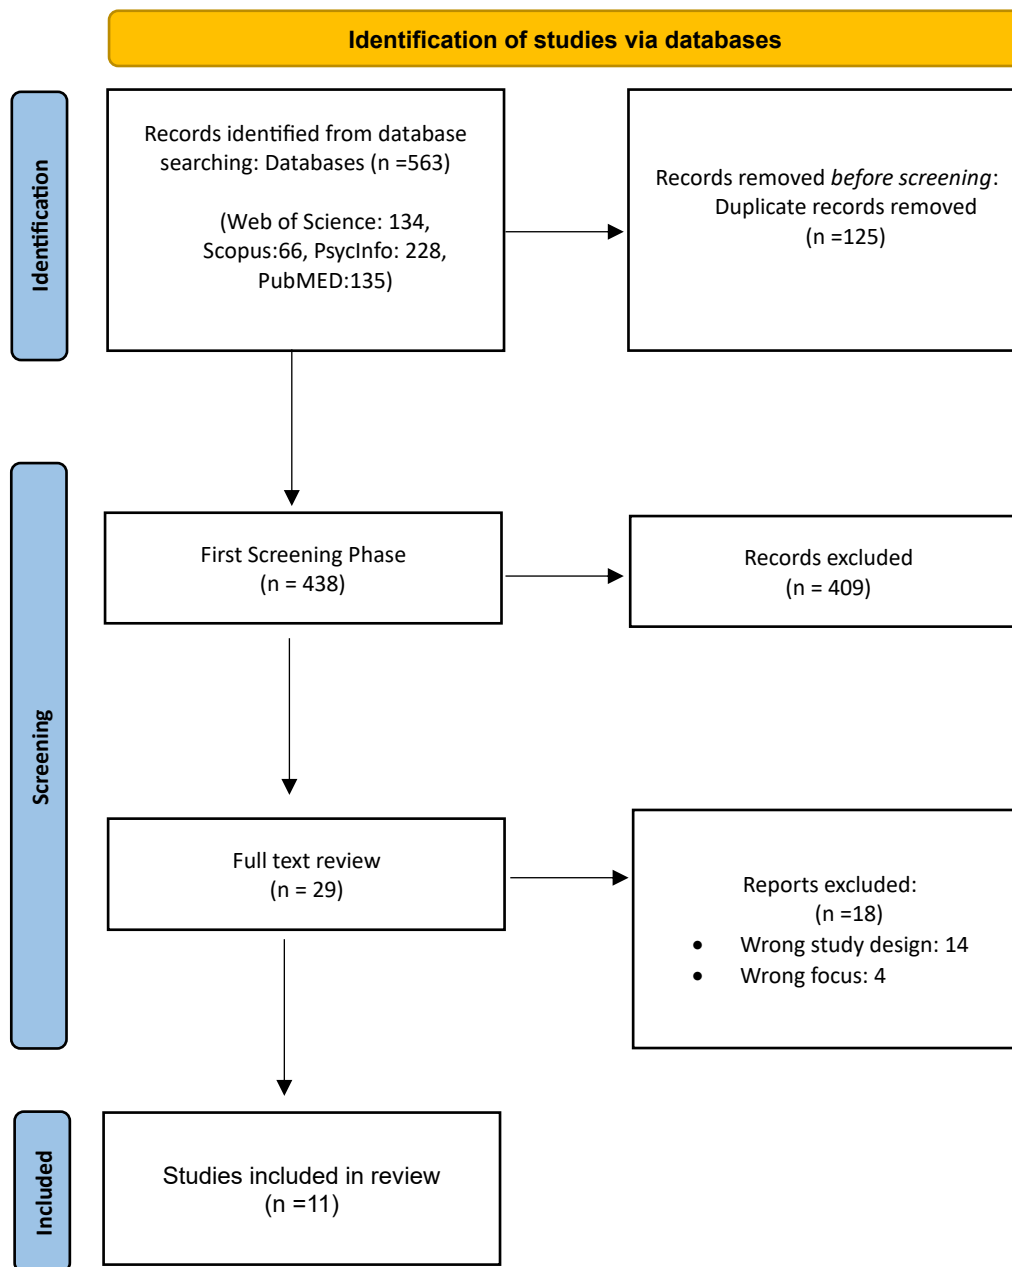 Identification of studies via databases
Identification
Records identified from database
searching: Databases (n =563)
(Web of Science: 134,
Scopus:66, PsycInfo: 228,
PubMED:135)
Records removed before screening:
Duplicate records removed
(n =125)
Screening
First Screening Phase
(n = 438)
Records excluded
(n = 409)
Full text review
(n = 29)
Reports excluded:
(n =18)
• Wrong study design: 14
• Wrong focus: 4
Included
Studies included in review
(n =11)